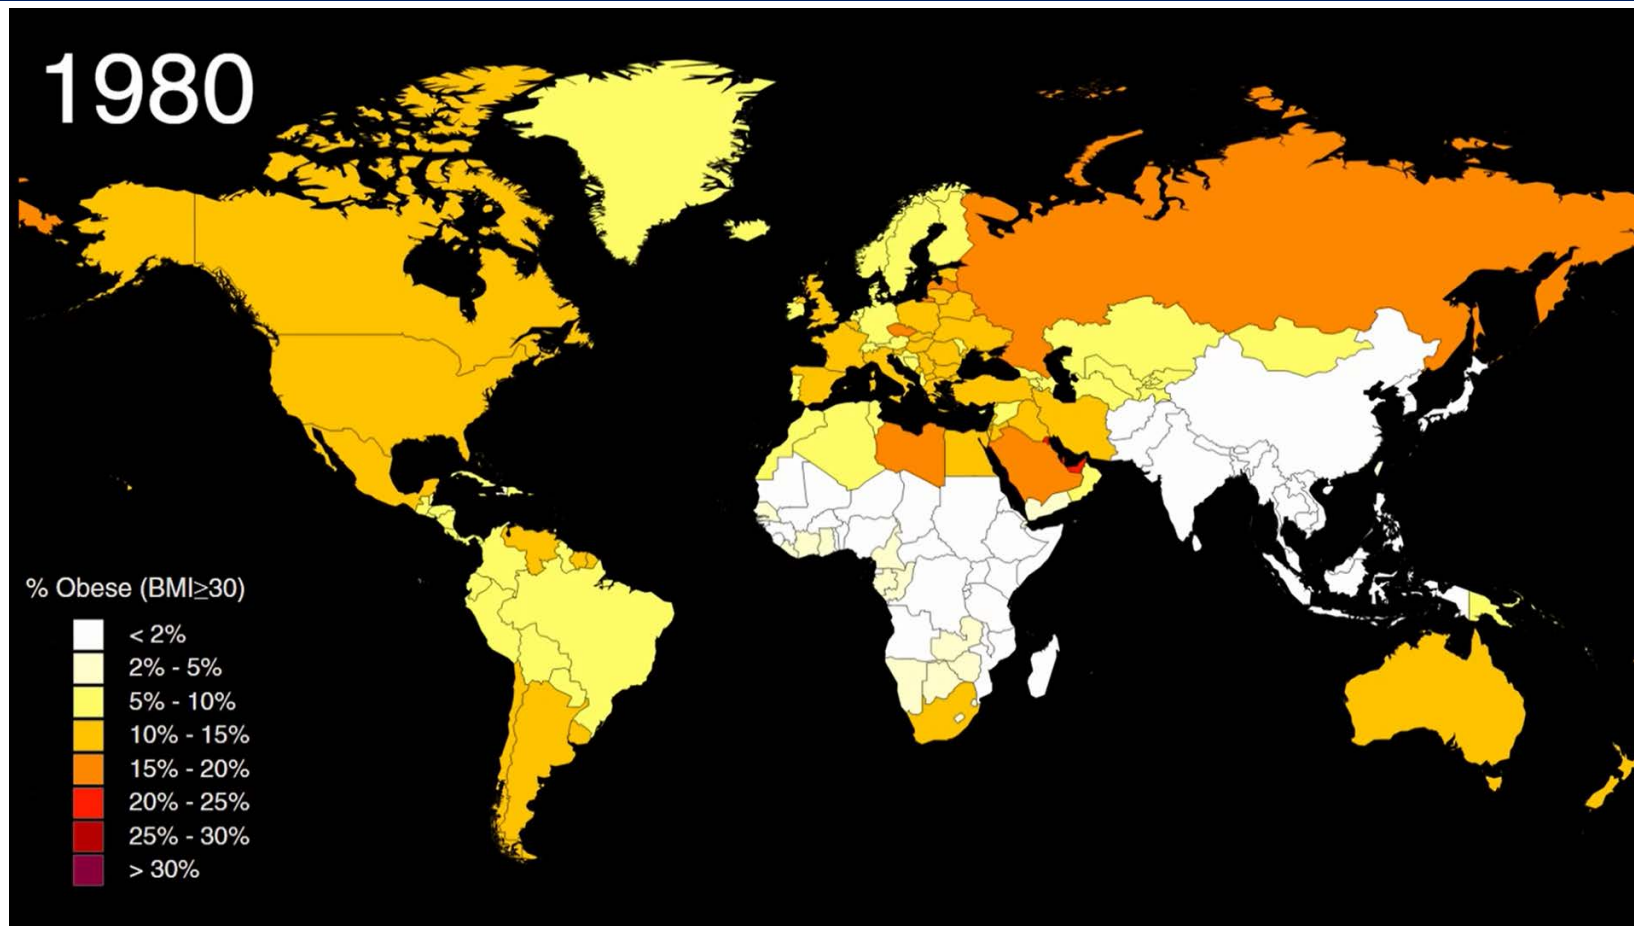 1980
% Obese (BMI≥30)
< 2%
2% - 5%
5% - 10%
10% - 15%
15% - 20%
20% - 25%
25% - 30%
> 30%